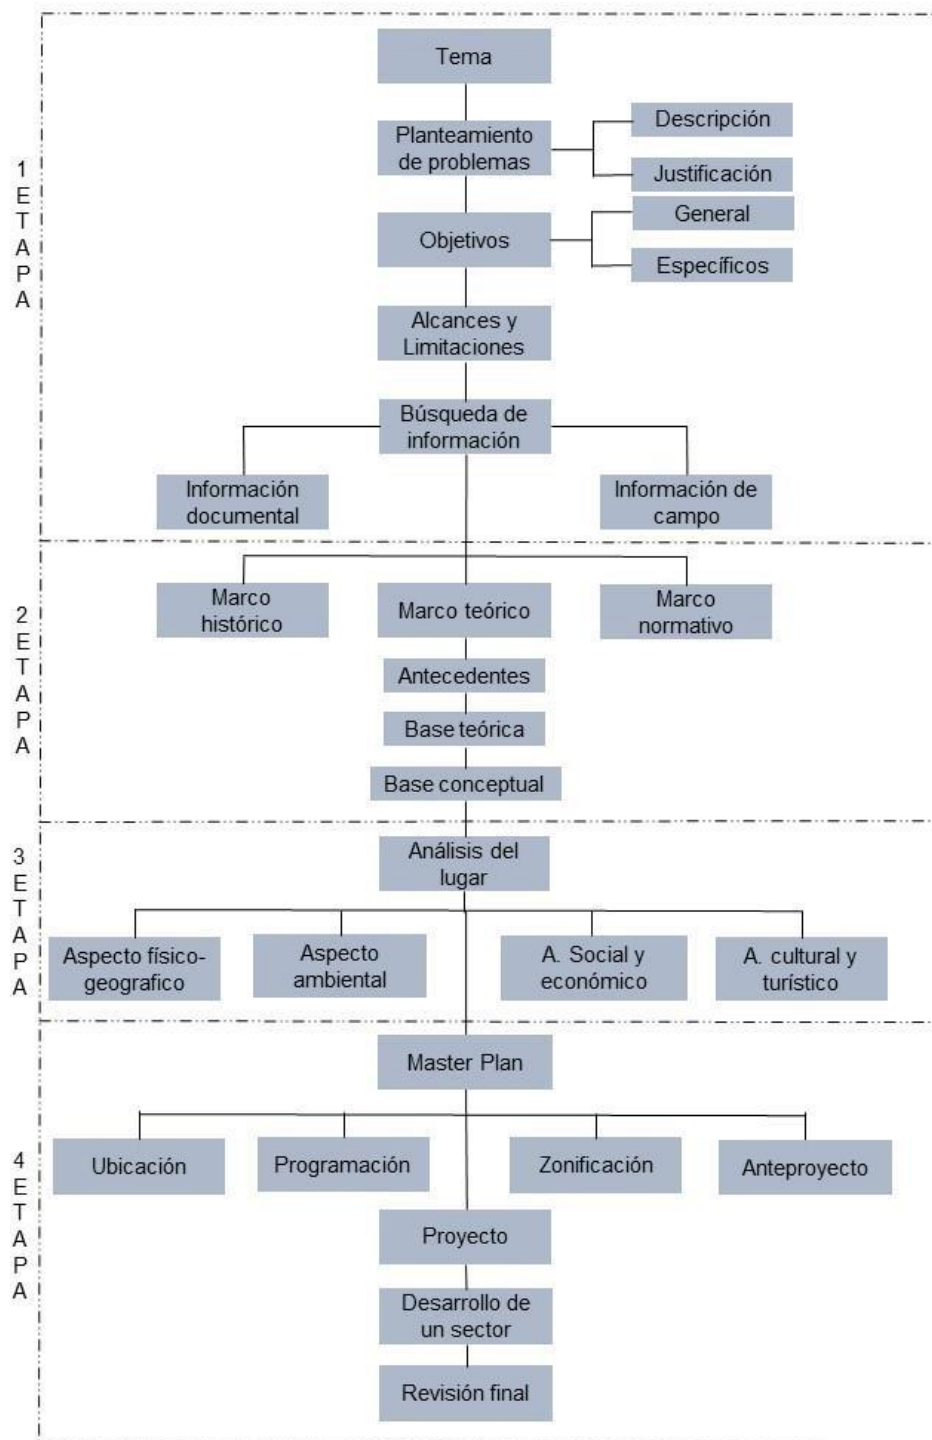 1
E
T
A
P
A
Tema
Planteamiento
de problemas
Descripción
Justificación
Objetivos
General
Específicos
Alcances y
Limitaciones
Búsqueda de
información
Información
documental
Información de
campo
2
E
T
A
P
A
Marco
histórico
Marco teórico
Marco
normativo
Antecedentes
Base teórica
Base conceptual
3
E
T
A
P
A
Análisis del
lugar
Aspecto físico-
geografico
Aspecto
ambiental
A. Social y
económico
A. cultural y
turístico
4
E
T
A
P
A
Master Plan
Ubicación
Programación
Zonificación
Anteproyecto
Proyecto
Desarrollo de
un sector
Revisión final